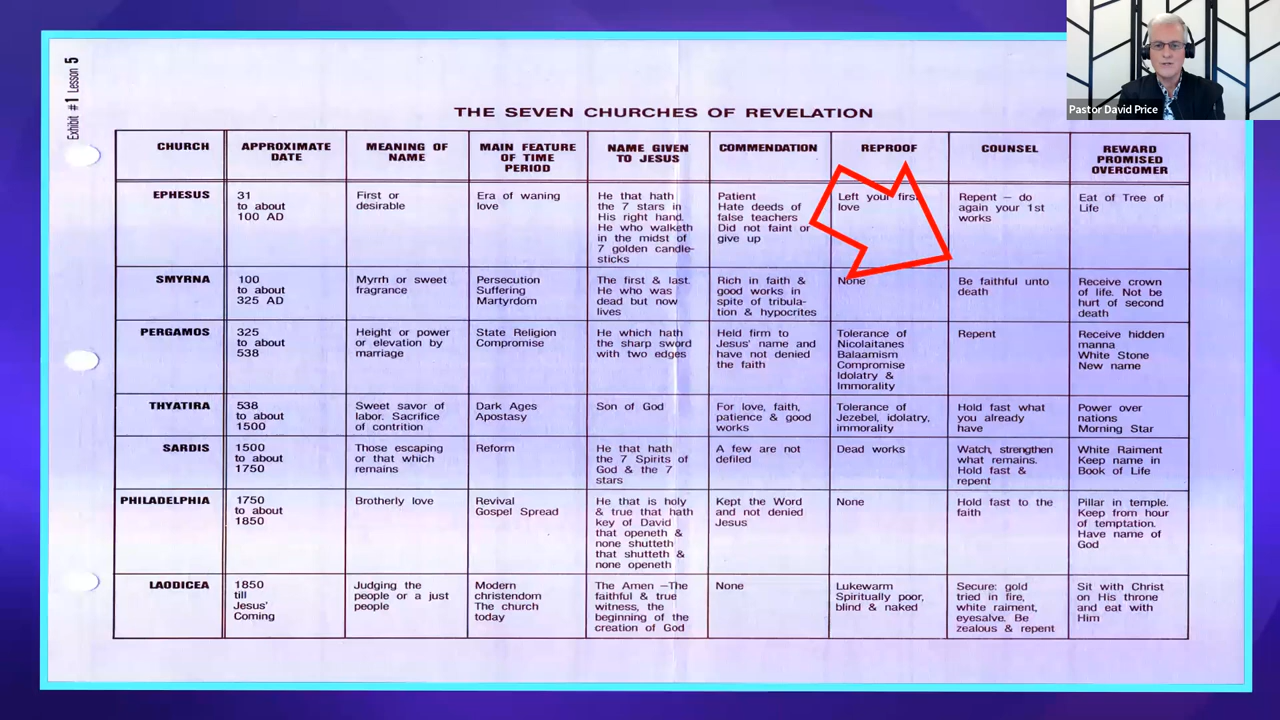 Pastor David Price
Exhibit #1 Lesson 5
THE SEVEN CHURCHES OF REVELATION
CHURCH
APPROXIMATE
DATE
MEANING OF
NAME
MAIN FEATURE
OF TIME
PERIOD
NAME GIVEN
TO JESUS
COMMENDATION
REPROOF
COUNSEL
REWARD
PROMISED
OVERCOMER
EPHESUS
31
to about
100 AD
First or
desirable
Era of waning
love
He that hath
the 7 stars in
His right hand.
He who walketh
in the midst of
7 golden candle-
sticks
Patient
Hate deeds of
false teachers
Did not faint or
give up
Left your first
love
Repent – do
again your 1st
works
Eat of Tree of
Life
SMYRNA
100
to about
325 AD
Myrrh or sweet
fragrance
Persecution
Suffering
Martyrdom
The first & last.
He who was
dead but now
lives
Rich in faith &
good works in
spite of tribula-
tion & hypocrites
None
Be faithful unto
death
Receive crown
of life. Not be
hurt of second
death
PERGAMOS
325
to about
538
Height or power
or elevation by
marriage
State Religion
Compromise
He which hath
the sharp sword
with two edges
Held firm to
Jesus' name and
have not denied
the faith
Tolerance of
Nicolaitanes
Balaamism
Compromise
Idolatry &
Immorality
Repent
Receive hidden
manna
White Stone
New name
THYATIRA
538
to about
1500
Sweet savor of
labor. Sacrifice
of contrition
Dark Ages
Apostasy
Son of God
For love, faith,
patience & good
works
Tolerance of
Jezebel, idolatry,
immorality
Hold fast what
you already
have
Power over
nations
Morning Star
SARDIS
1500
to about
1750
Those escaping
or that which
remains
Reform
He that hath
the 7 Spirits of
God & the 7
stars
A few are not
defiled
Dead works
Watch, strengthen
what remains.
Hold fast &
repent
White Raiment
Keep name in
Book of Life
PHILADELPHIA
1750
to about
1850
Brotherly love
Revival
Gospel Spread
He that is holy
& true that hath
key of David
that openeth &
none shutteth
that shutteth &
none openeth
Kept the Word
and not denied
Jesus
None
Hold fast to the
faith
Pillar in temple.
Keep from hour
of temptation.
Have name of
God
LAODICEA
1850
till
Jesus'
Coming
Judging the
people or a just
people
Modern
christendom
The church
today
The Amen –The
faithful & true
witness, the
beginning of the
creation of God
None
Lukewarm
Spiritually poor,
blind & naked
Secure: gold
tried in fire,
white raiment,
eyesalve. Be
zealous & repent
Sit with Christ
on His throne
and eat with
Him